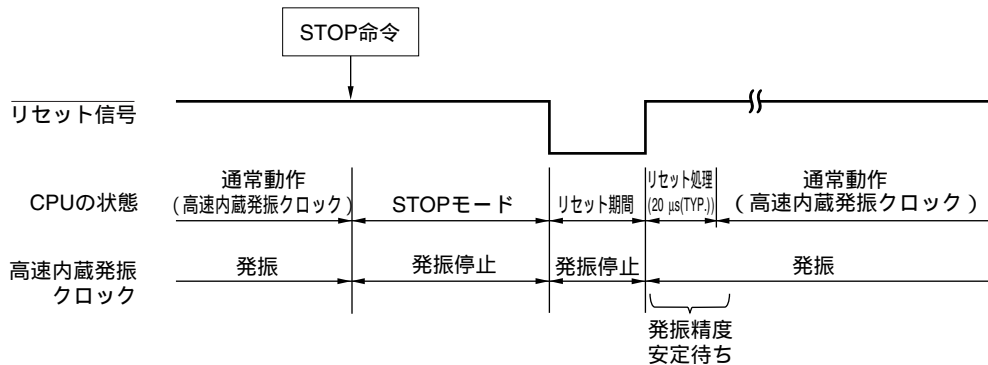 STOP命令
リセット信号
CPUの状態
通常動作
(高速内蔵発振クロック)
STOPモード
リセット期間
リセット処理
(20 μs(TYP.))
通常動作
(高速内蔵発振クロック)
高速内蔵発振
クロック
発振
発振停止
発振停止
発振
発振精度
安定待ち